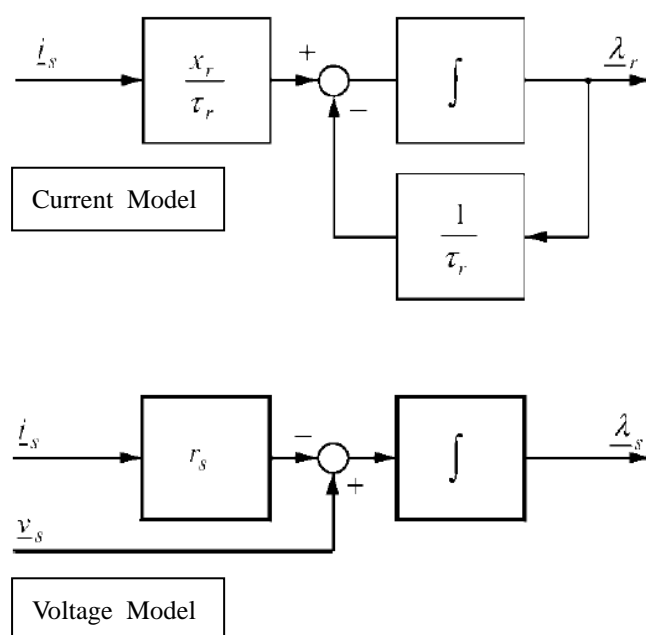 i_s
x_r
τ_r
+
−
∫
λ_r
Current Model
1
τ_r
i_s
r_s
−
+
∫
λ_s
v_s
Voltage Model